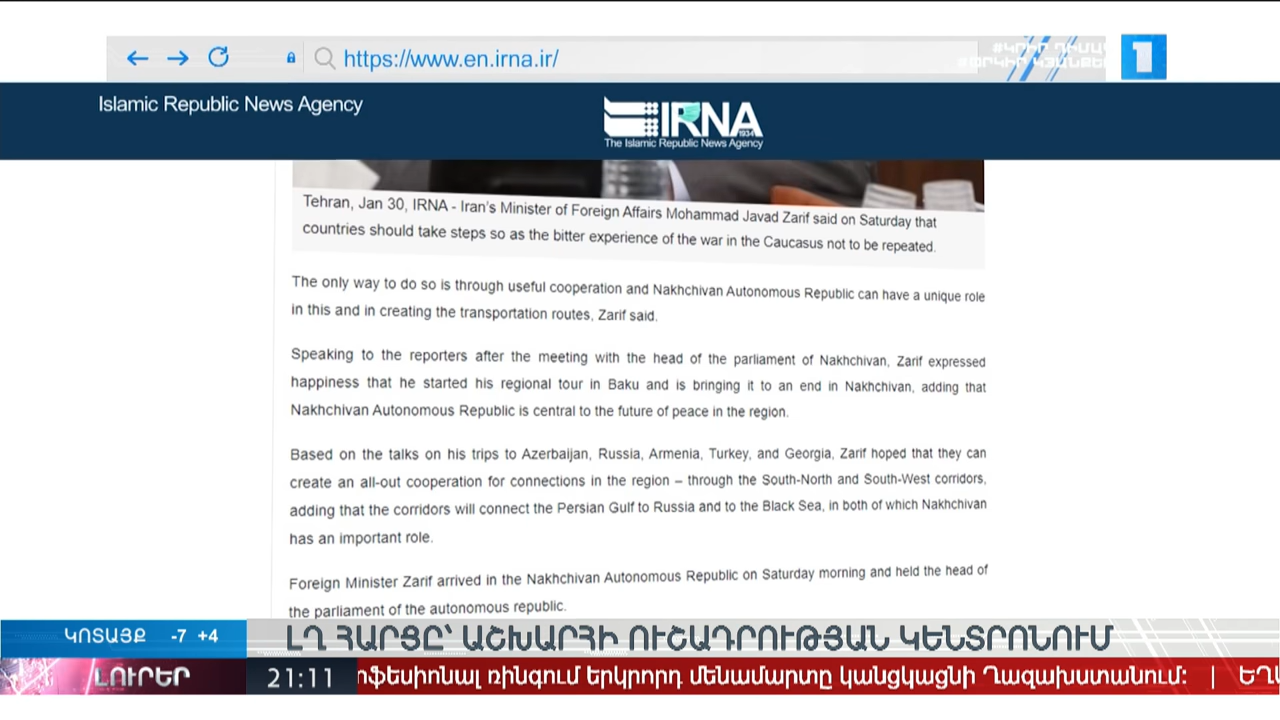 https://www.en.irna.ir/
1
Islamic Republic News Agency
IRNA
1934
The Islamic Republic News Agency
Tehran, Jan 30, IRNA - Iran's Minister of Foreign Affairs Mohammad Javad Zarif said on Saturday that
countries should take steps so as the bitter experience of the war in the Caucasus not to be repeated.
The only way to do so is through useful cooperation and Nakhchivan Autonomous Republic can have a unique role
in this and in creating the transportation routes, Zarif said.
Speaking to the reporters after the meeting with the head of the parliament of Nakhchivan, Zarif expressed
happiness that he started his regional tour in Baku and is bringing it to an end in Nakhchivan, adding that
Nakhchivan Autonomous Republic is central to the future of peace in the region.
Based on the talks on his trips to Azerbaijan, Russia, Armenia, Turkey, and Georgia, Zarif hoped that they can
create an all-out cooperation for connections in the region – through the South-North and South-West corridors,
adding that the corridors will connect the Persian Gulf to Russia and to the Black Sea, in both of which Nakhchivan
has an important role.
Foreign Minister Zarif arrived in the Nakhchivan Autonomous Republic on Saturday morning and held the head of
the parliament of the autonomous republic.
ԿՈՏԱՅՔ -7 +4
ԼՂ ՀԱՐՑԸ՝ ԱՇԽԱՐՀԻ ՈՒՇԱԴՐՈՒԹՅԱՆ ԿԵՆՏՐՈՆՈՒՄ
ԼՈՒՐԵՐ 21:11 ոֆեսիոնալ ռինգում երկրորդ մենամարտը կանցկացնի Ղազախստանում: | ԵՂԱ